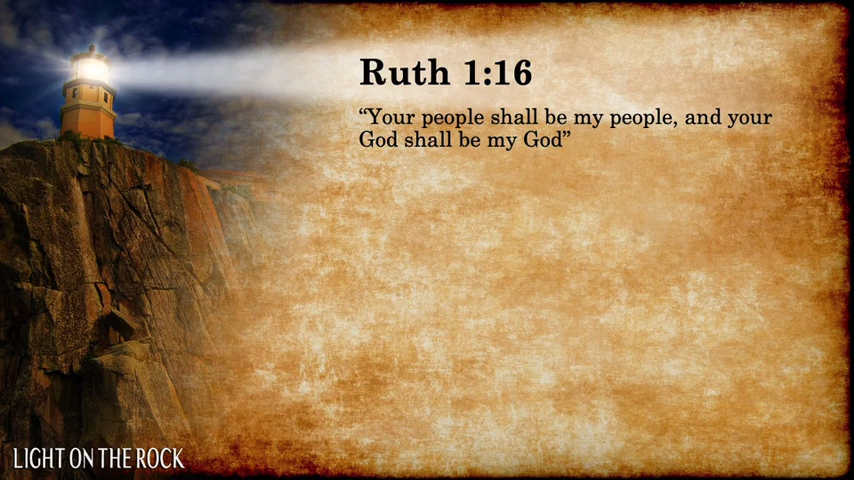 Ruth 1:16
“Your people shall be my people, and your
God shall be my God”
LIGHT ON THE ROCK